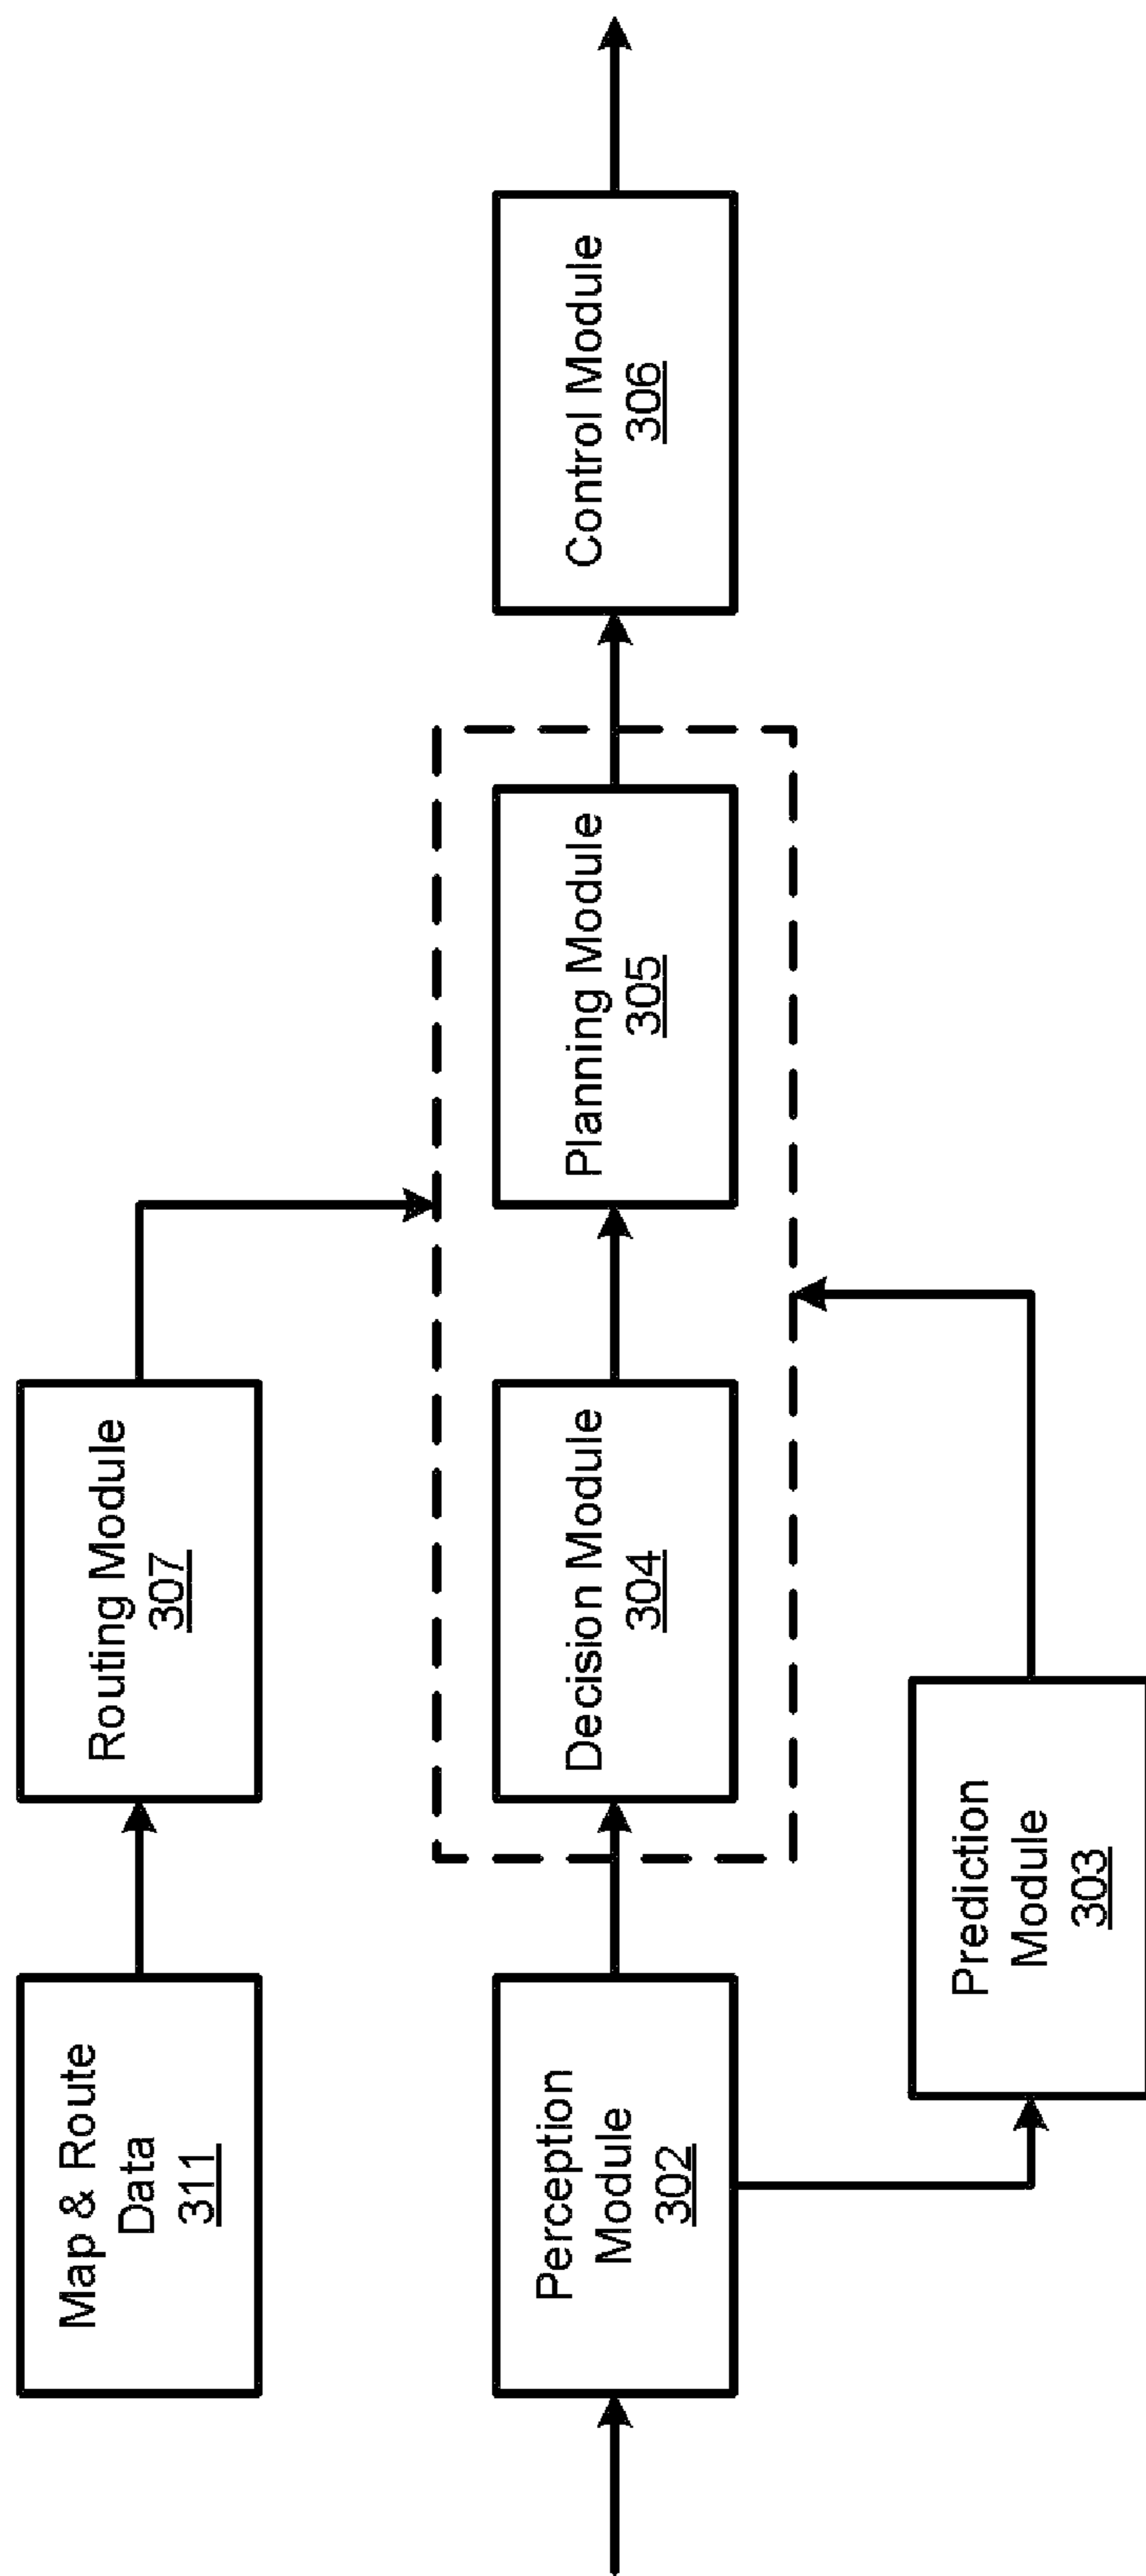 Map & Route
Data
311
Routing Module
307
Perception
Module
302
Decision Module
304
Planning Module
305
Control Module
306
Prediction
Module
303